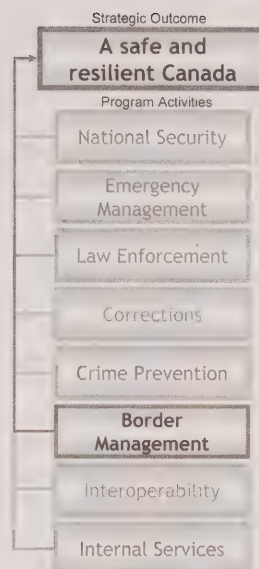 Strategic Outcome
A safe and
resilient Canada
Program Activities
National Security
Emergency
Management
Law Enforcement
Corrections
Crime Prevention
Border
Management
Interoperability
Internal Services